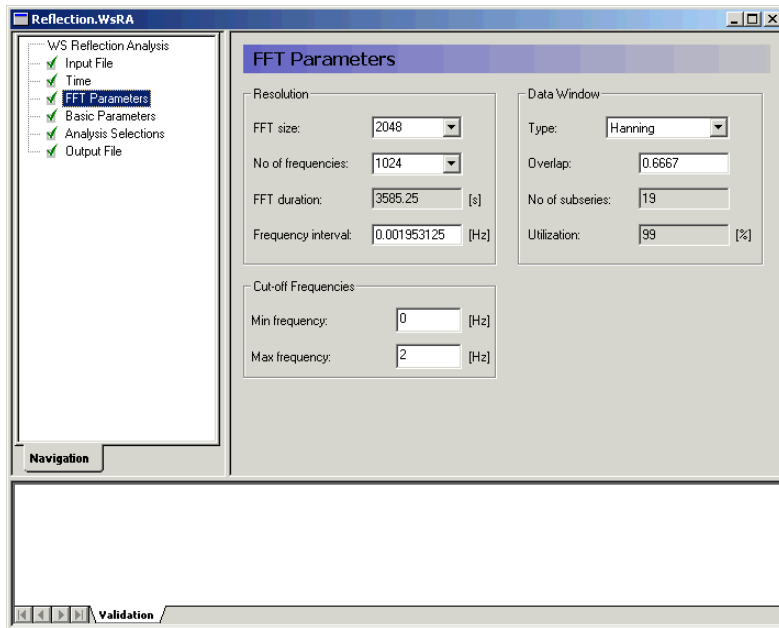 Reflection.WsRA
WS Reflection Analysis
Input File
Time
FFT Parameters
Basic Parameters
Analysis Selections
Output File
Navigation
FFT Parameters
Resolution
FFT size: 2048
No of frequencies: 1024
FFT duration: 3585.25 [s]
Frequency interval: 0.001953125 [Hz]
Data Window
Type: Hanning
Overlap: 0.6667
No of subseries: 19
Utilization: 99 [%]
Cut-off Frequencies
Min frequency: 0 [Hz]
Max frequency: 2 [Hz]
Validation